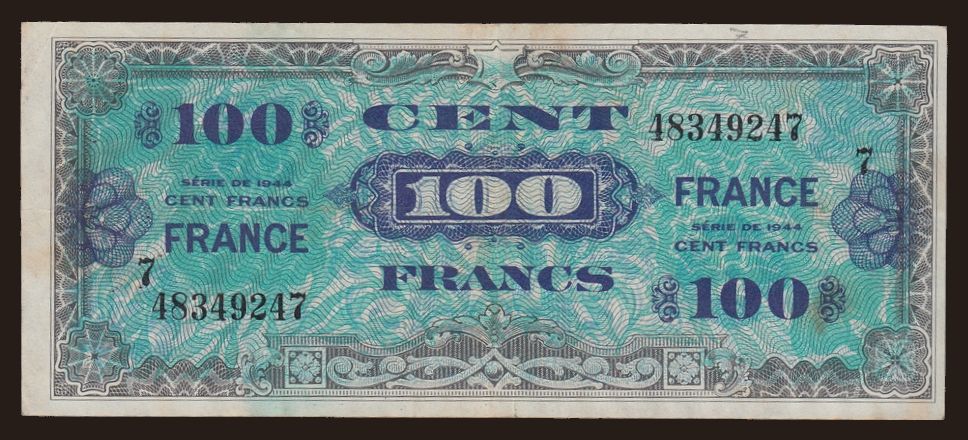 100 CENT 48349247
7
SÉRIE DE 1944
CENT FRANCS
FRANCE
100
FRANCE
SÉRIE DE 1944
CENT FRANCS
7
48349247
FRANCS
100